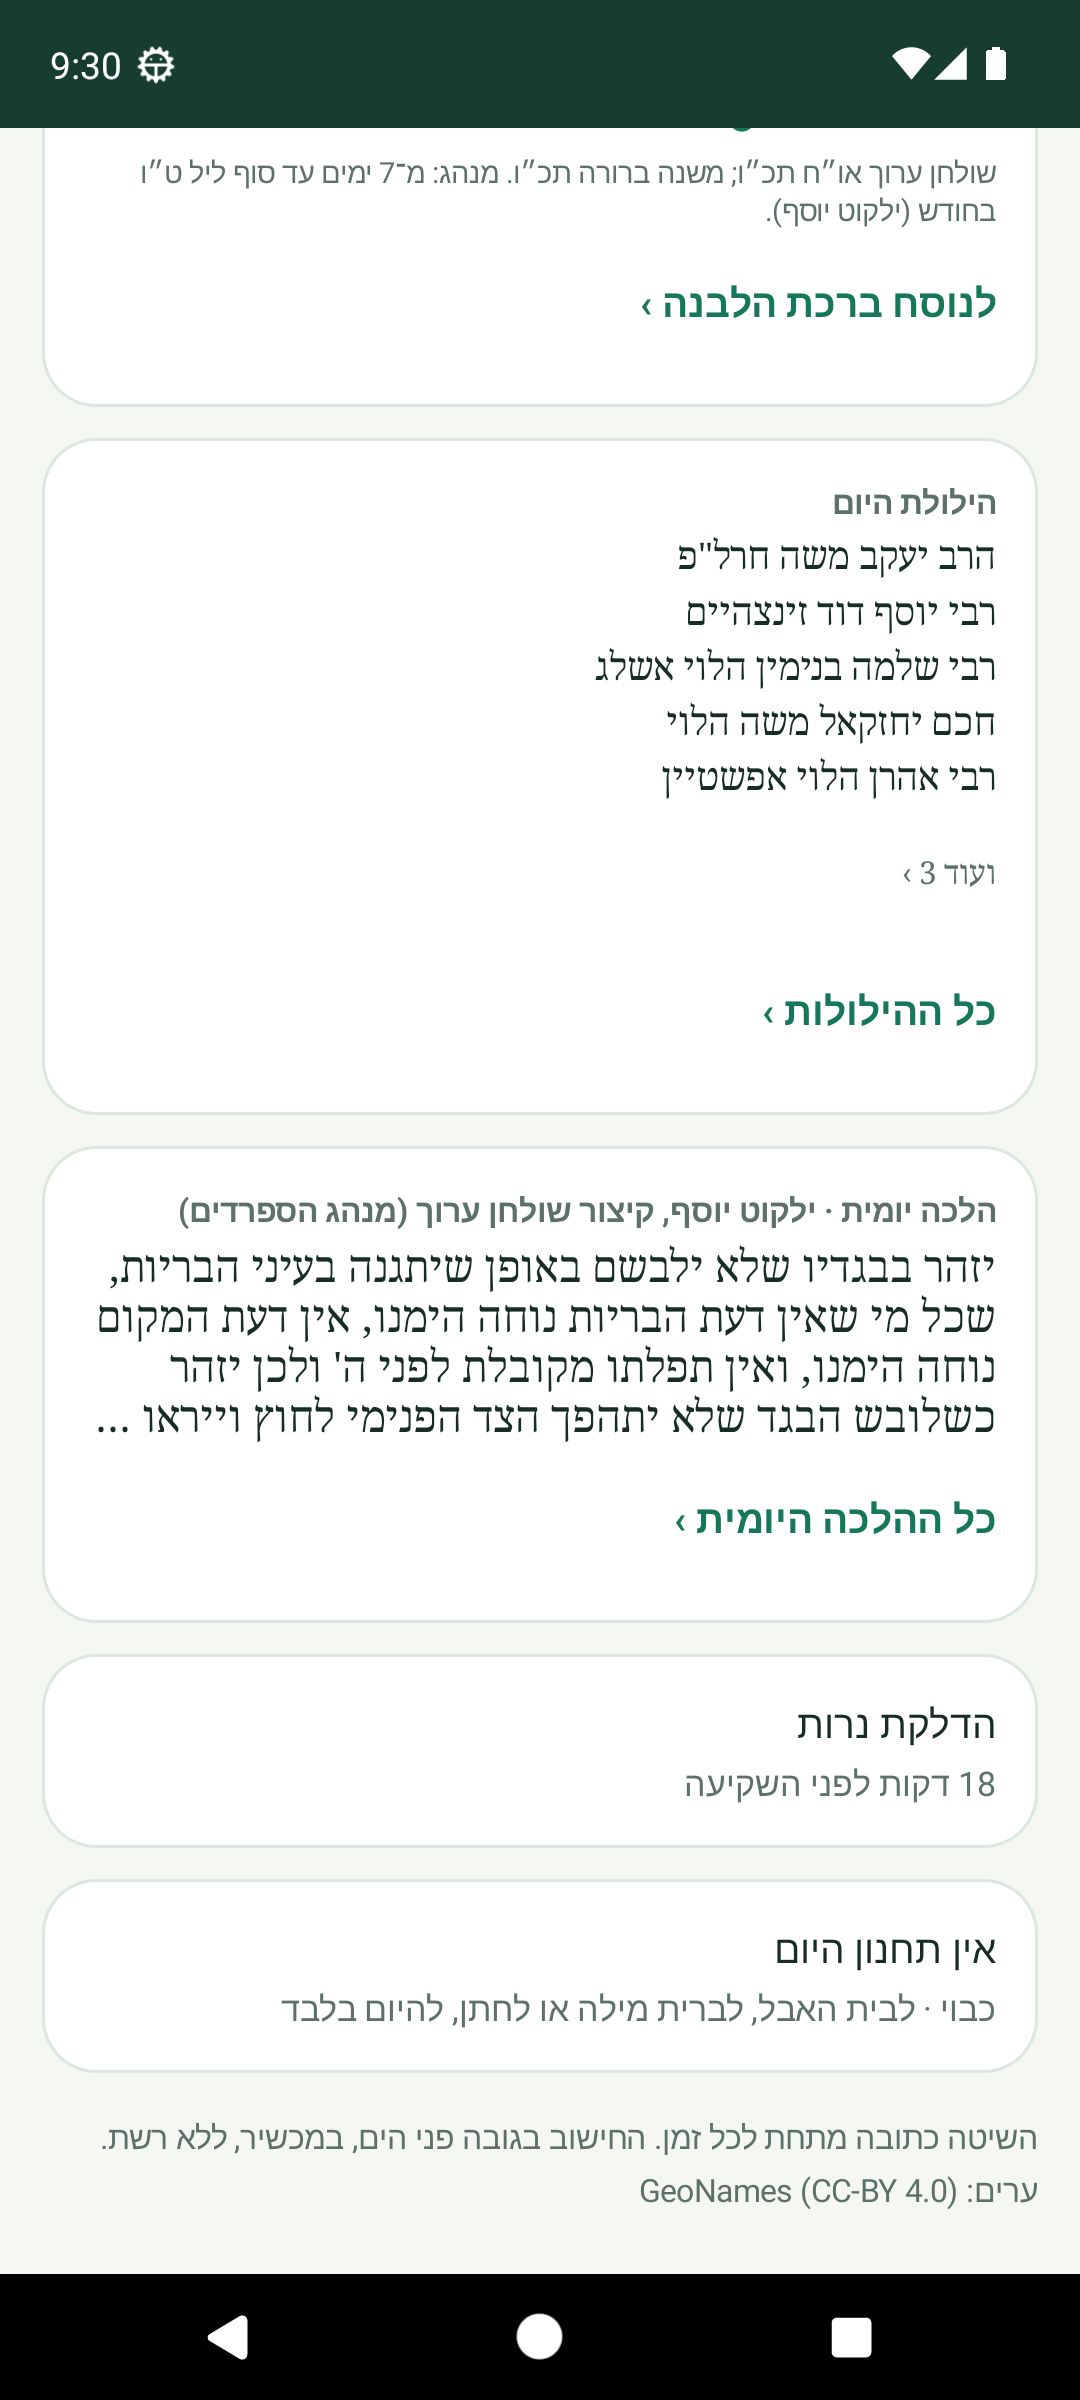 9:30
שולחן ערוך או״ח תכ״ו; משנה ברורה תכ״ו. מנהג: מ־7 ימים עד סוף ליל ט״ו
בחודש (ילקוט יוסף).
לנוסח ברכת הלבנה ›
הילולת היום
הרב יעקב משה חרל"פ
רבי יוסף דוד זינצהיים
רבי שלמה בנימין הלוי אשלג
חכם יחזקאל משה הלוי
רבי אהרן הלוי אפשטיין
ועוד 3 ›
כל ההילולות ›
הלכה יומית · ילקוט יוסף, קיצור שולחן ערוך (מנהג הספרדים)
יזהר בבגדיו שלא ילבשם באופן שיתגנה בעיני הבריות,
שכל מי שאין דעת הבריות נוחה הימנו, אין דעת המקום
נוחה הימנו, ואין תפלתו מקובלת לפני ה' ולכן יזהר
כשלובש הבגד שלא יתהפך הצד הפנימי לחוץ וייראו ...
כל ההלכה היומית ›
הדלקת נרות
18 דקות לפני השקיעה
אין תחנון היום
כבוי · לבית האבל, לברית מילה או לחתן, להיום בלבד
השיטה כתובה מתחת לכל זמן. החישוב בגובה פני הים, במכשיר, ללא רשת.
ערים: GeoNames (CC-BY 4.0)